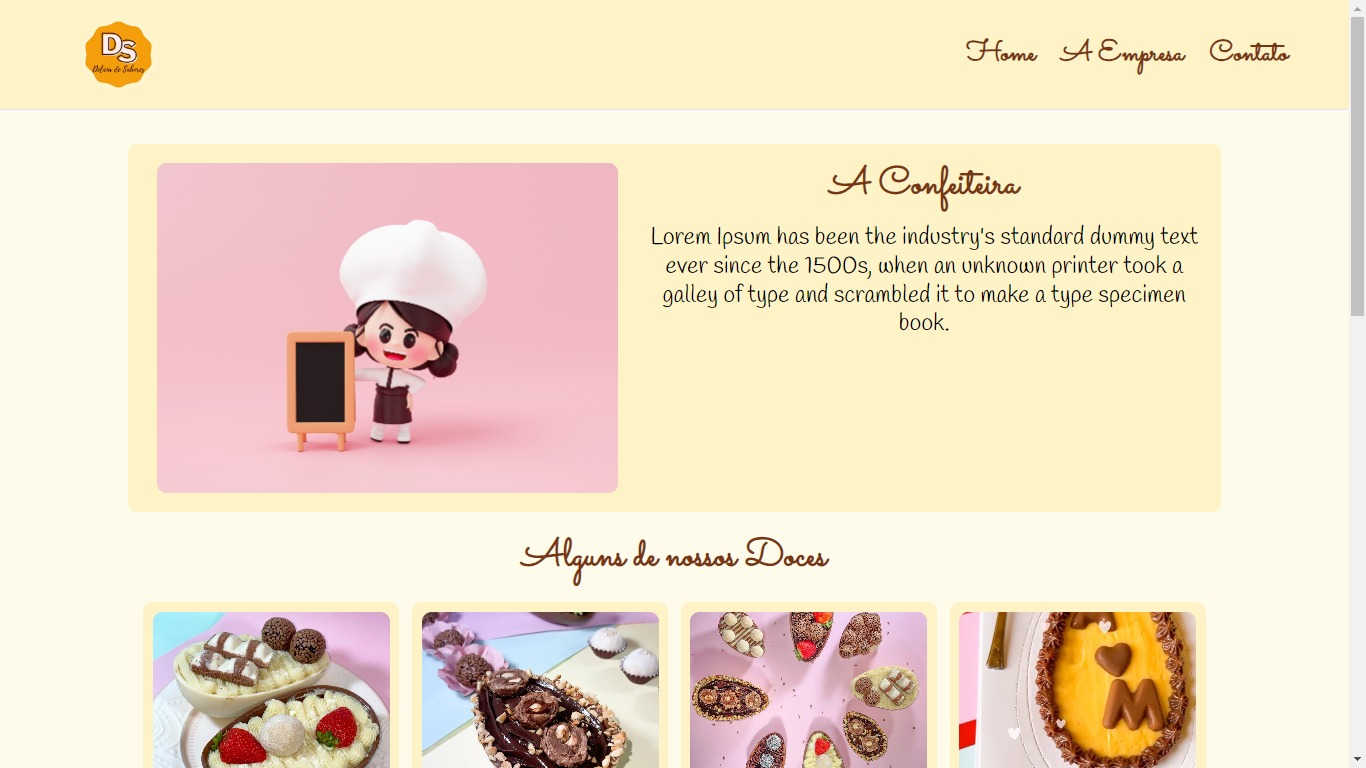 DS
Delícia de Sabores
Home A Empresa Contato
A Confeiteira
Lorem Ipsum has been the industry's standard dummy text
ever since the 1500s, when an unknown printer took a
galley of type and scrambled it to make a type specimen
book.
Alguns de nossos Doces
M